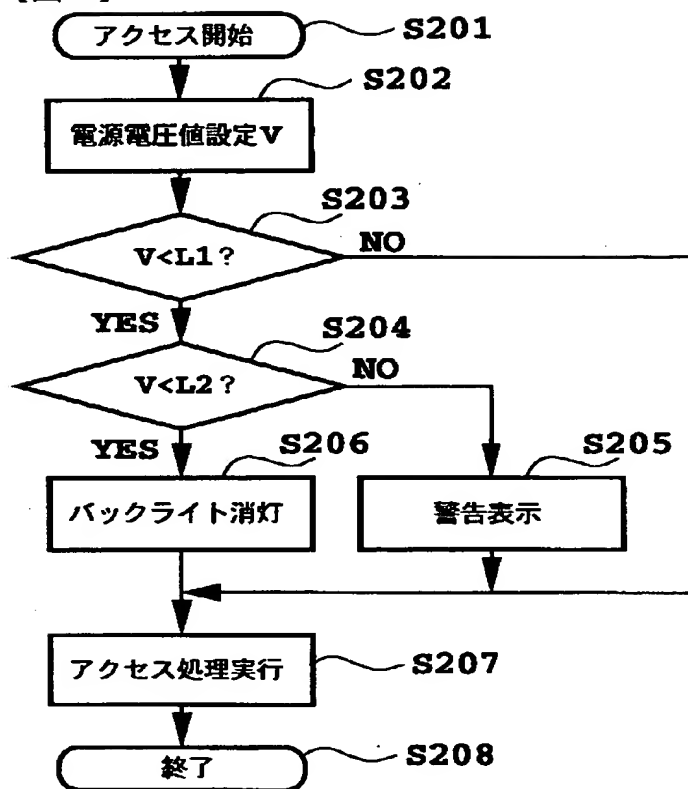 アクセス開始 S201
S202
電源電圧値設定V
S203
V<L1? NO
YES
S204
V<L2? NO
YES
S206 S205
バックライト消灯 警告表示
アクセス処理実行 S207
終了 S208